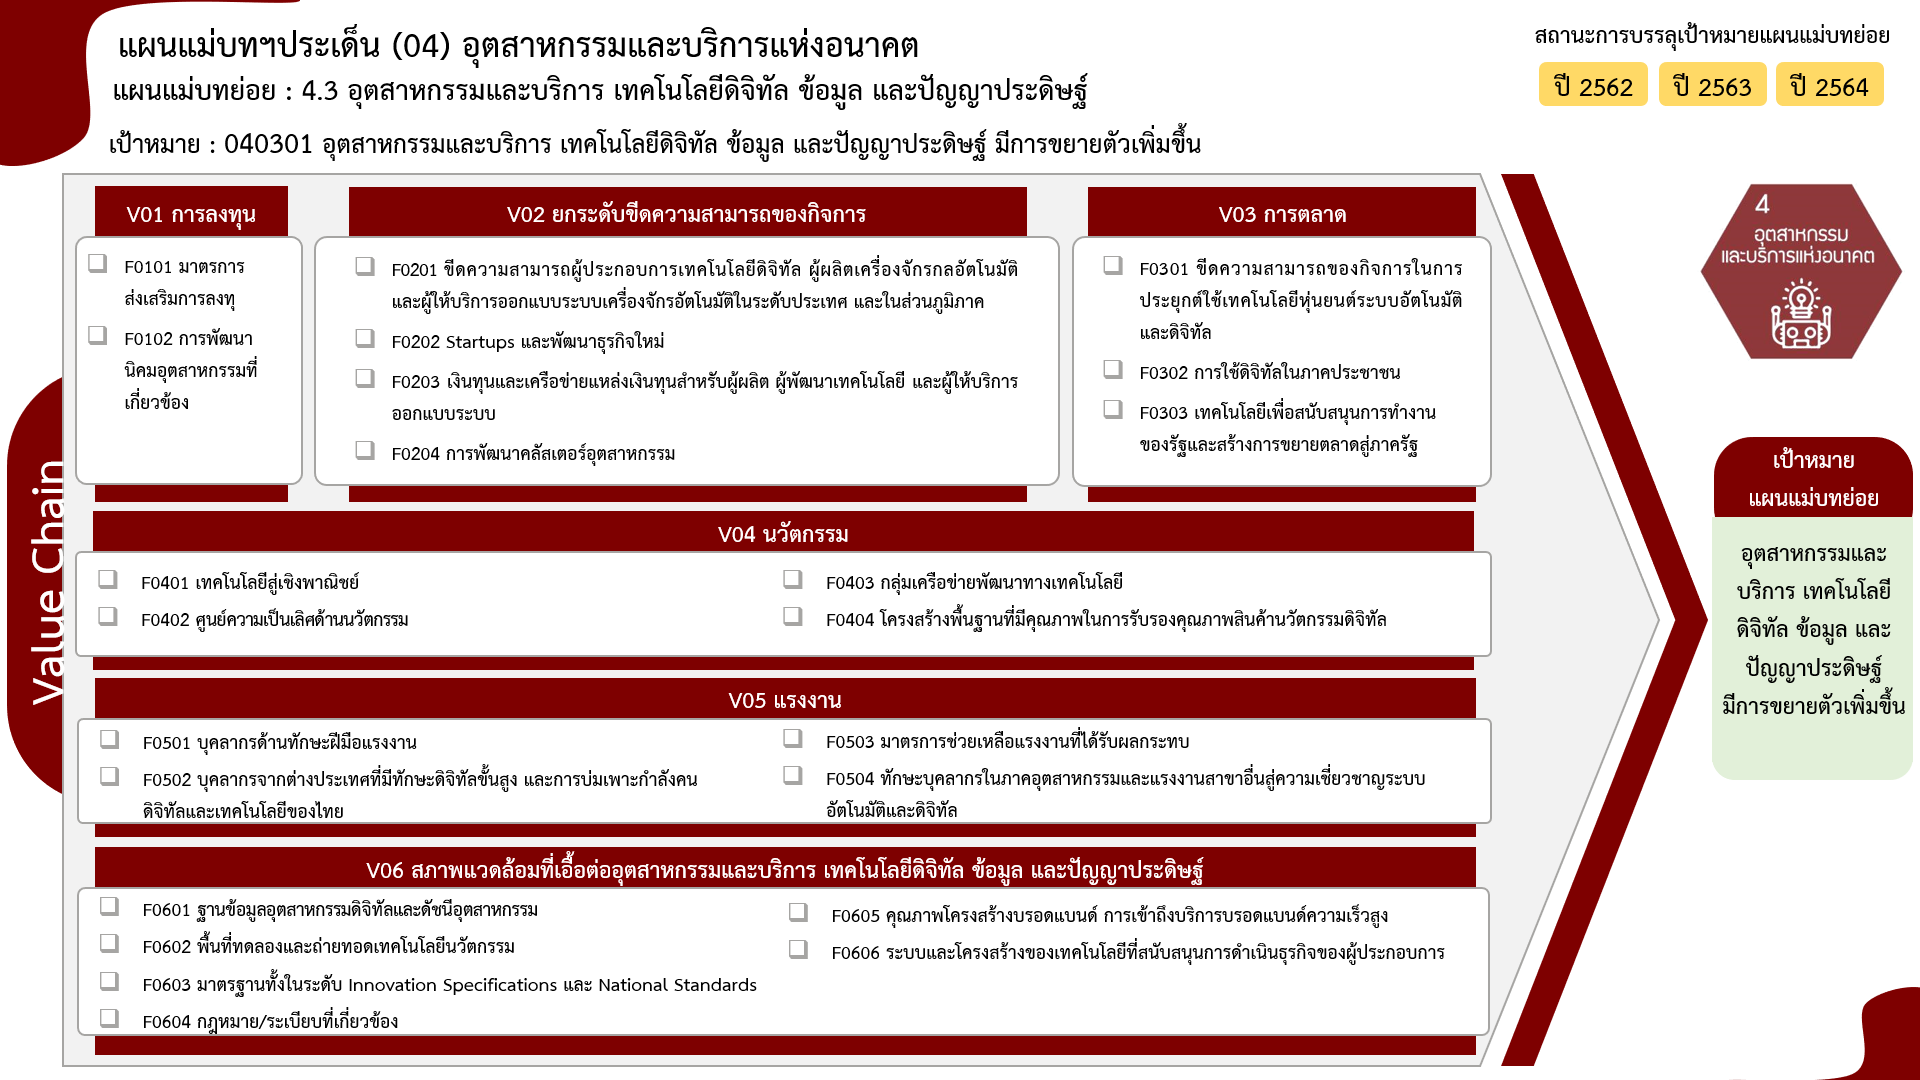 แผนแม่บทฯประเด็น (04) อุตสาหกรรมและบริการแห่งอนาคต
แผนแม่บทย่อย : 4.3 อุตสาหกรรมและบริการ เทคโนโลยีดิจิทัล ข้อมูล และปัญญาประดิษฐ์
เป้าหมาย : 040301 อุตสาหกรรมและบริการ เทคโนโลยีดิจิทัล ข้อมูล และปัญญาประดิษฐ์ มีการขยายตัวเพิ่มขึ้น
สถานะการบรรลุเป้าหมายแผนแม่บทย่อย
ปี 2562 ปี 2563 ปี 2564
Value Chain
V01 การลงทุน
F0101 มาตรการ
ส่งเสริมการลงทุ
F0102 การพัฒนา
นิคมอุตสาหกรรมที่
เกี่ยวข้อง
V02 ยกระดับขีดความสามารถของกิจการ
F0201 ขีดความสามารถผู้ประกอบการเทคโนโลยีดิจิทัล ผู้ผลิตเครื่องจักรกลอัตโนมัติ
และผู้ให้บริการออกแบบระบบเครื่องจักรอัตโนมัติในระดับประเทศ และในส่วนภูมิภาค
F0202 Startups และพัฒนาธุรกิจใหม่
F0203 เงินทุนและเครือข่ายแหล่งเงินทุนสำหรับผู้ผลิต ผู้พัฒนาเทคโนโลยี และผู้ให้บริการ
ออกแบบระบบ
F0204 การพัฒนาคลัสเตอร์อุตสาหกรรม
V03 การตลาด
F0301 ขีดความสามารถของกิจการในการ
ประยุกต์ใช้เทคโนโลยีหุ่นยนต์ระบบอัตโนมัติ
และดิจิทัล
F0302 การใช้ดิจิทัลในภาคประชาชน
F0303 เทคโนโลยีเพื่อสนับสนุนการทำงาน
ของรัฐและสร้างการขยายตลาดสู่ภาครัฐ
V04 นวัตกรรม
F0401 เทคโนโลยีสู่เชิงพาณิชย์
F0402 ศูนย์ความเป็นเลิศด้านนวัตกรรม
F0403 กลุ่มเครือข่ายพัฒนาทางเทคโนโลยี
F0404 โครงสร้างพื้นฐานที่มีคุณภาพในการรับรองคุณภาพสินค้านวัตกรรมดิจิทัล
V05 แรงงาน
F0501 บุคลากรด้านทักษะฝีมือแรงงาน
F0502 บุคลากรจากต่างประเทศที่มีทักษะดิจิทัลขั้นสูง และการบ่มเพาะกำลังคน
ดิจิทัลและเทคโนโลยีของไทย
F0503 มาตรการช่วยเหลือแรงงานที่ได้รับผลกระทบ
F0504 ทักษะบุคลากรในภาคอุตสาหกรรมและแรงงานสาขาอื่นสู่ความเชี่ยวชาญระบบ
อัตโนมัติและดิจิทัล
V06 สภาพแวดล้อมที่เอื้อต่ออุตสาหกรรมและบริการ เทคโนโลยีดิจิทัล ข้อมูล และปัญญาประดิษฐ์
F0601 ฐานข้อมูลอุตสาหกรรมดิจิทัลและดัชนีอุตสาหกรรม
F0602 พื้นที่ทดลองและถ่ายทอดเทคโนโลยีนวัตกรรม
F0603 มาตรฐานทั้งในระดับ Innovation Specifications และ National Standards
F0604 กฎหมาย/ระเบียบที่เกี่ยวข้อง
F0605 คุณภาพโครงสร้างบรอดแบนด์ การเข้าถึงบริการบรอดแบนด์ความเร็วสูง
F0606 ระบบและโครงสร้างของเทคโนโลยีที่สนับสนุนการดำเนินธุรกิจของผู้ประกอบการ
4
อุตสาหกรรม
และบริการแห่งอนาคต
เป้าหมาย
แผนแม่บทย่อย
อุตสาหกรรมและ
บริการ เทคโนโลยี
ดิจิทัล ข้อมูล และ
ปัญญาประดิษฐ์
มีการขยายตัวเพิ่มขึ้น